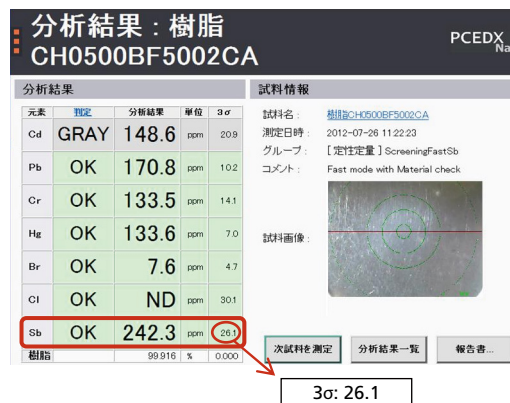 分析結果：樹脂
CH0500BF5002CA
PCEDX
Na
分析結果
元素 判定 分析結果 単位 3σ
Cd GRAY 148.6 ppm 20.9
Pb OK 170.8 ppm 10.2
Cr OK 133.5 ppm 14.1
Hg OK 133.6 ppm 7.0
Br OK 7.6 ppm 4.7
Cl OK ND ppm 30.1
Sb OK 242.3 ppm 26.1
樹脂 99.916 % 0.000
試料情報
試料名： 樹脂CH0500BF5002CA
測定日時： 2012-07-26 11:22:23
グループ： [定性定量] ScreeningFastSb
コメント： Fast mode with Material check
試料画像：
次試料を測定 分析結果一覧 報告書...
3σ: 26.1